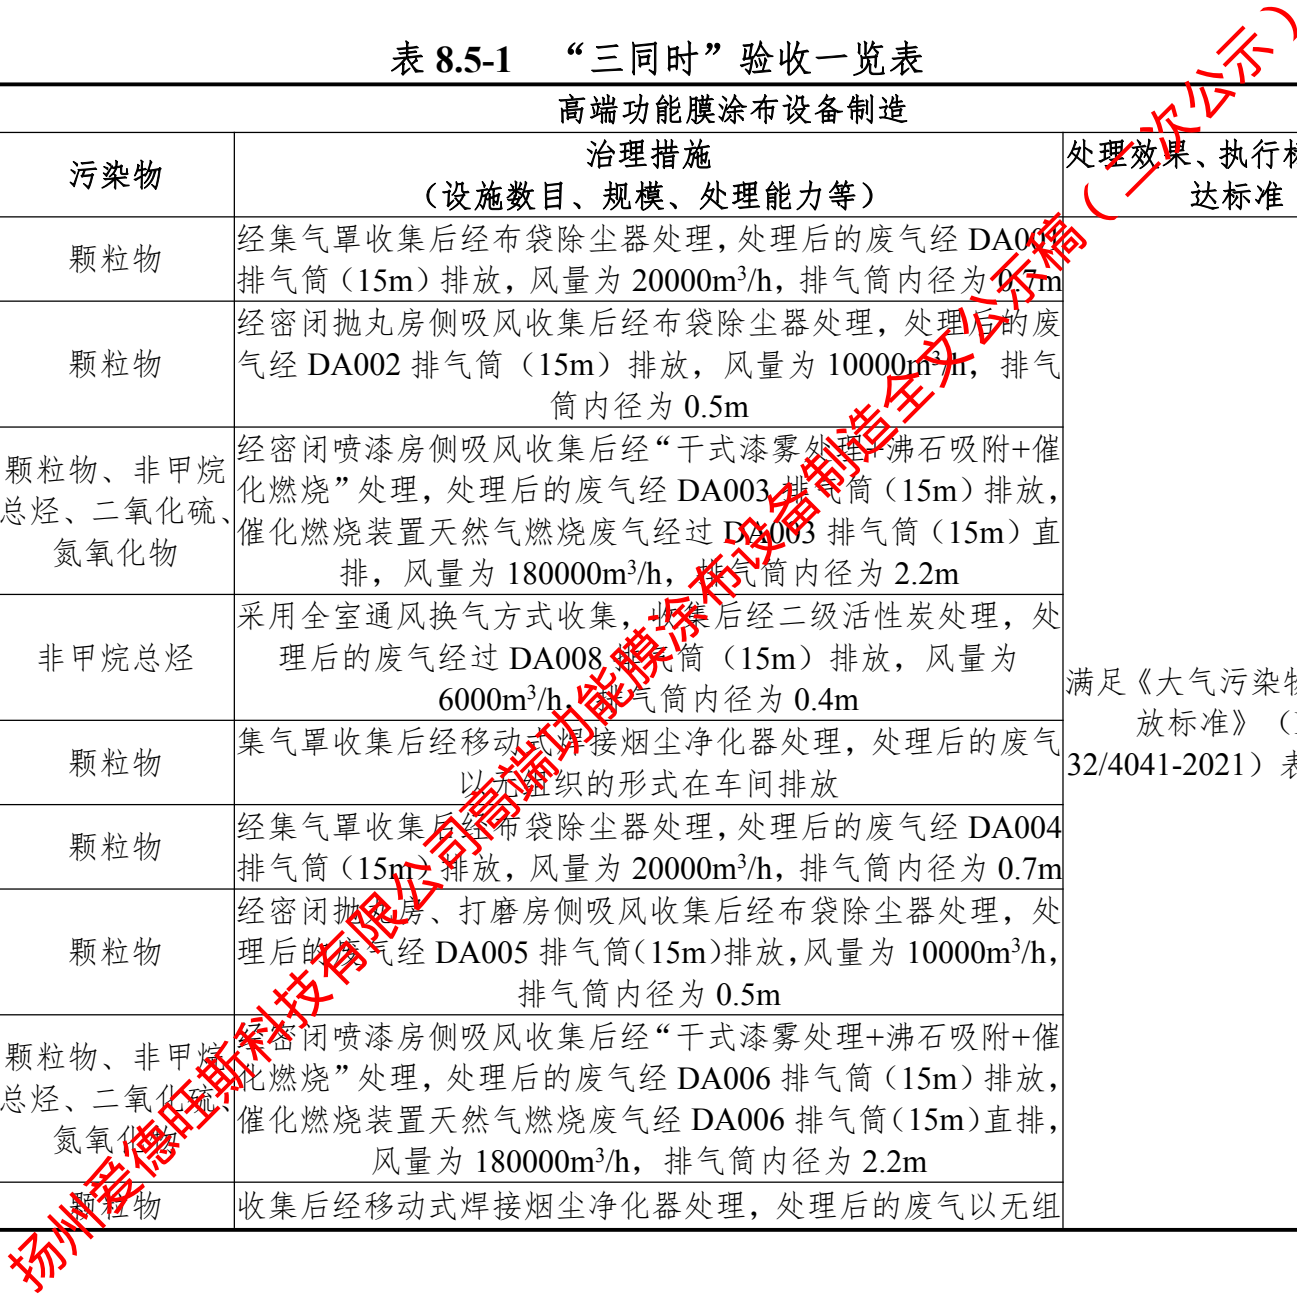 表 8.5-1 “三同时”验收一览表
高端功能膜涂布设备制造
污染物
治理措施
（设施数目、规模、处理能力等）
处理效果、执行
达标准
颗粒物
经集气罩收集后经布袋除尘器处理，处理后的废气经 DA001
排气筒（15m）排放，风量为 20000m³/h，排气筒内径为 0.7m
颗粒物
经密闭抛丸房侧吸风收集后经布袋除尘器处理，处理后的废
气经 DA002 排气筒（15m）排放，风量为 10000m³/h，排气
筒内径为 0.5m
颗粒物、非甲烷
总烃、二氧化硫、
氮氧化物
经密闭喷漆房侧吸风收集后经“干式漆雾处理+沸石吸附+催
化燃烧”处理，处理后的废气经 DA003 排气筒（15m）排放，
催化燃烧装置天然气燃烧废气经过 DA003 排气筒（15m）直
排，风量为 180000m³/h，排气筒内径为 2.2m
非甲烷总烃
采用全室通风换气方式收集，收集后经二级活性炭处理，处
理后的废气经过 DA008 排气筒（15m）排放，风量为
6000m³/h，排气筒内径为 0.4m
颗粒物
集气罩收集后经移动式焊接烟尘净化器处理，处理后的废气
以无组织的形式在车间排放
颗粒物
经集气罩收集后经布袋除尘器处理，处理后的废气经 DA004
排气筒（15m）排放，风量为 20000m³/h，排气筒内径为 0.7m
颗粒物
经密闭抛丸房、打磨房侧吸风收集后经布袋除尘器处理，处
理后的废气经 DA005 排气筒（15m）排放，风量为 10000m³/h，
排气筒内径为 0.5m
颗粒物、非甲烷
总烃、二氧化硫、
氮氧化物
经密闭喷漆房侧吸风收集后经“干式漆雾处理+沸石吸附+催
化燃烧”处理，处理后的废气经 DA006 排气筒（15m）排放，
催化燃烧装置天然气燃烧废气经 DA006 排气筒（15m）直排，
风量为 180000m³/h，排气筒内径为 2.2m
颗粒物
收集后经移动式焊接烟尘净化器处理，处理后的废气以无组
满足《大气污染物
放标准》（
32/4041-2021）表
扬州爱德旺斯科技有限公司高端功能膜涂布设备制造全文公示稿（二次公示）